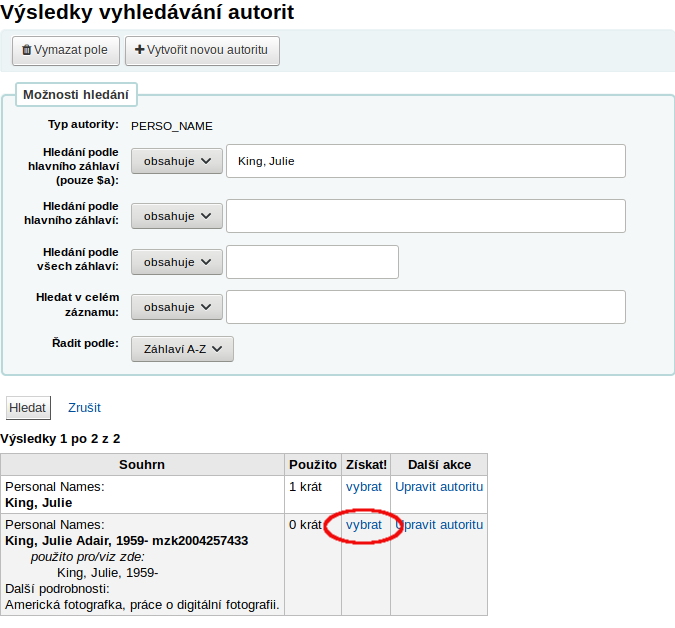 Výsledky vyhledávání autorit
Vymazat pole
Vytvořit novou autoritu
Možnosti hledání
Typ autority: PERSO_NAME
Hledání podle
hlavního záhlaví
(pouze $a):
obsahuje
King, Julie
Hledání podle
hlavního záhlaví:
obsahuje
Hledání podle
všech záhlaví:
obsahuje
Hledat v celém
záznamu:
obsahuje
Řadit podle:
Záhlaví A-Z
Hledat Zrušit
Výsledky 1 po 2 z 2
Souhrn Použito Získat! Další akce
Personal Names: 1 krát vybrat Upravit autoritu
King, Julie
Personal Names: 0 krát vybrat Upravit autoritu
King, Julie Adair, 1959- mzk2004257433
použito pro/viz zde:
King, Julie, 1959-
Další podrobnosti:
Americká fotografka, práce o digitální fotografii.